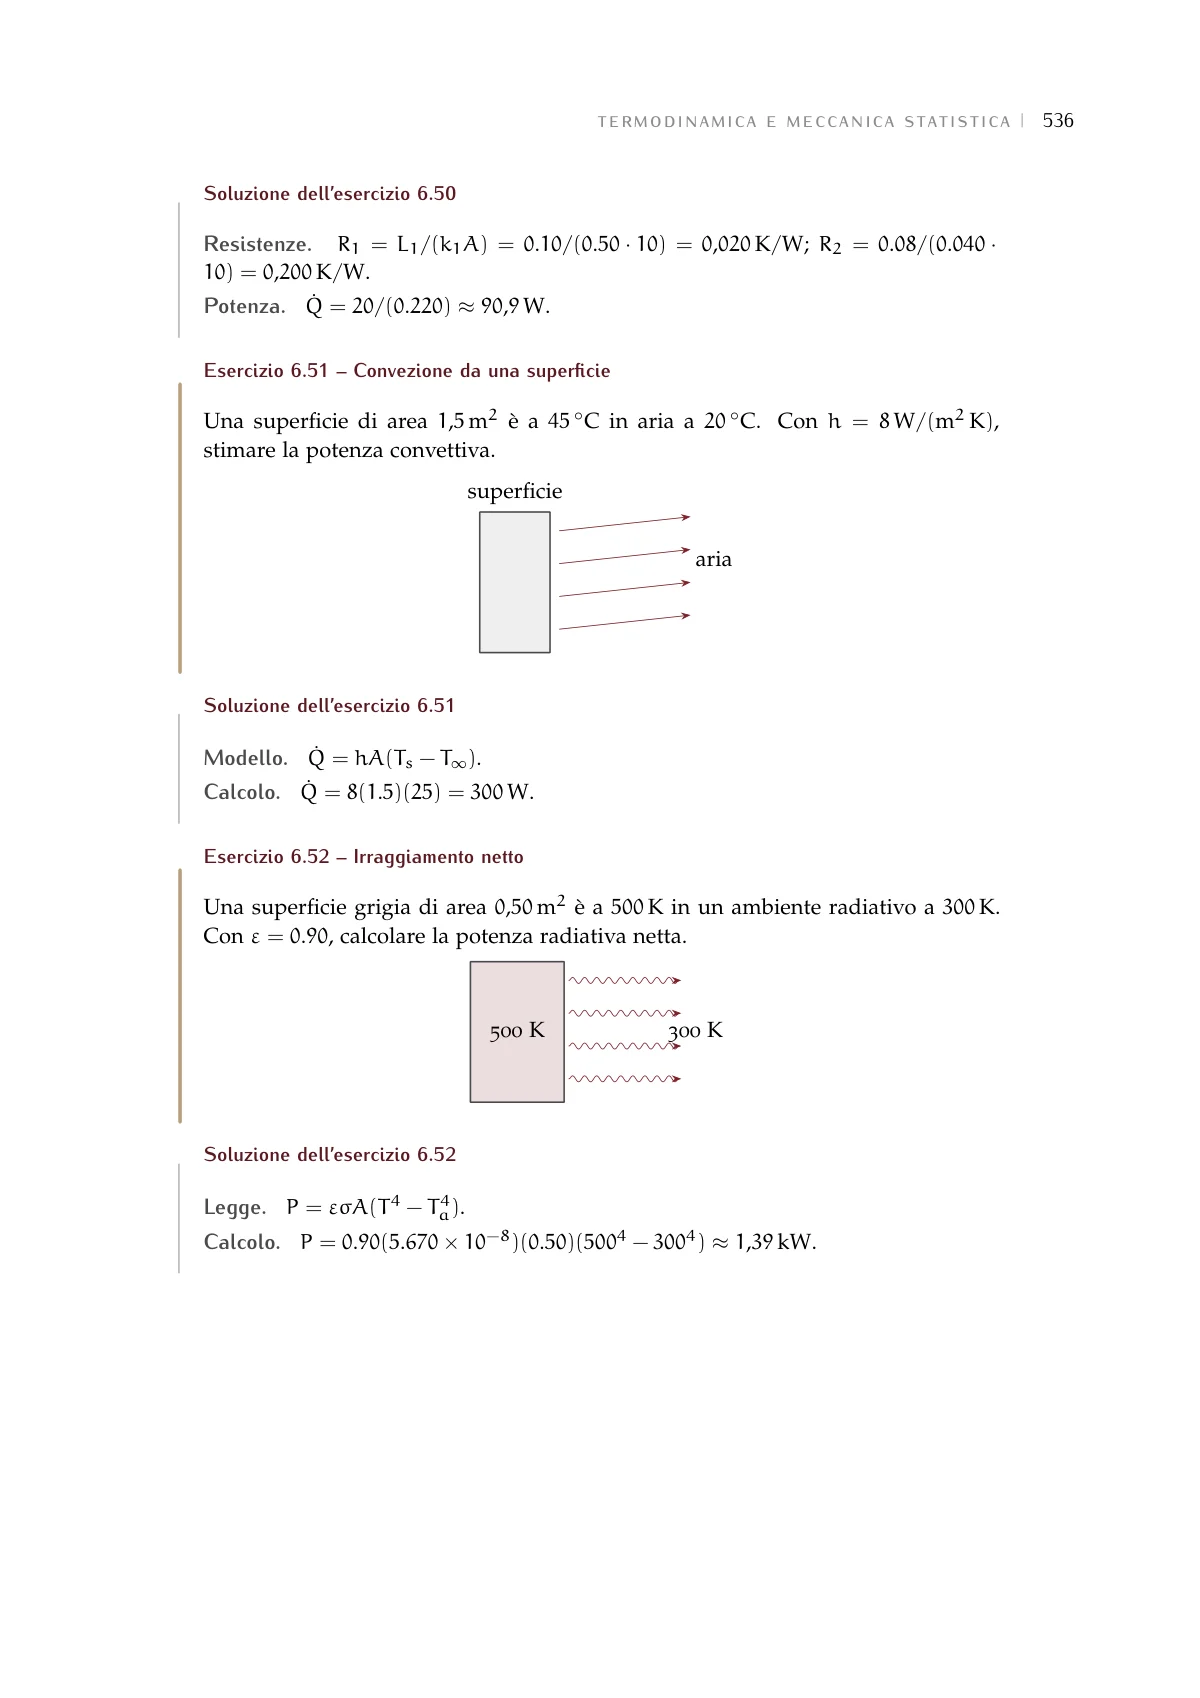 TERMODINAMICA E MECCANICA STATISTICA | 536
Soluzione dell'esercizio 6.50
Resistenze. R₁ = L₁/(k₁A) = 0.10/(0.50 · 10) = 0,020 K/W; R₂ = 0.08/(0.040 ·
10) = 0,200 K/W.
Potenza. Q̇ = 20/(0.220) ≈ 90,9 W.
Esercizio 6.51 – Convezione da una superficie
Una superficie di area 1,5 m² è a 45 °C in aria a 20 °C. Con h = 8 W/(m² K),
stimare la potenza convettiva.
superficie
aria
Soluzione dell'esercizio 6.51
Modello. Q̇ = hA(Tₛ − T∞).
Calcolo. Q̇ = 8(1.5)(25) = 300 W.
Esercizio 6.52 – Irraggiamento netto
Una superficie grigia di area 0,50 m² è a 500 K in un ambiente radiativo a 300 K.
Con ε = 0.90, calcolare la potenza radiativa netta.
500 K
300 K
Soluzione dell'esercizio 6.52
Legge. P = εσA(T⁴ − Tₐ⁴).
Calcolo. P = 0.90(5.670 × 10⁻⁸)(0.50)(500⁴ − 300⁴) ≈ 1,39 kW.